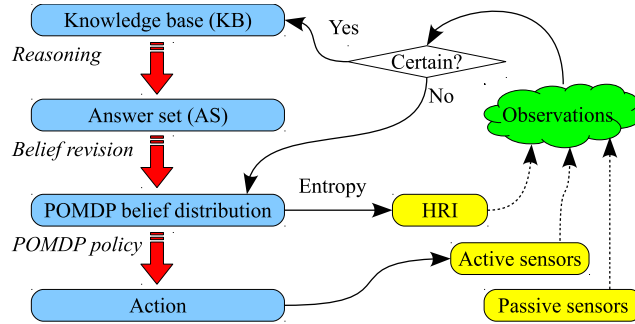 Knowledge base (KB)
Yes
Reasoning
Certain?
No
Answer set (AS)
Observations
Belief revision
Entropy
POMDP belief distribution
HRI
POMDP policy
Active sensors
Action
Passive sensors